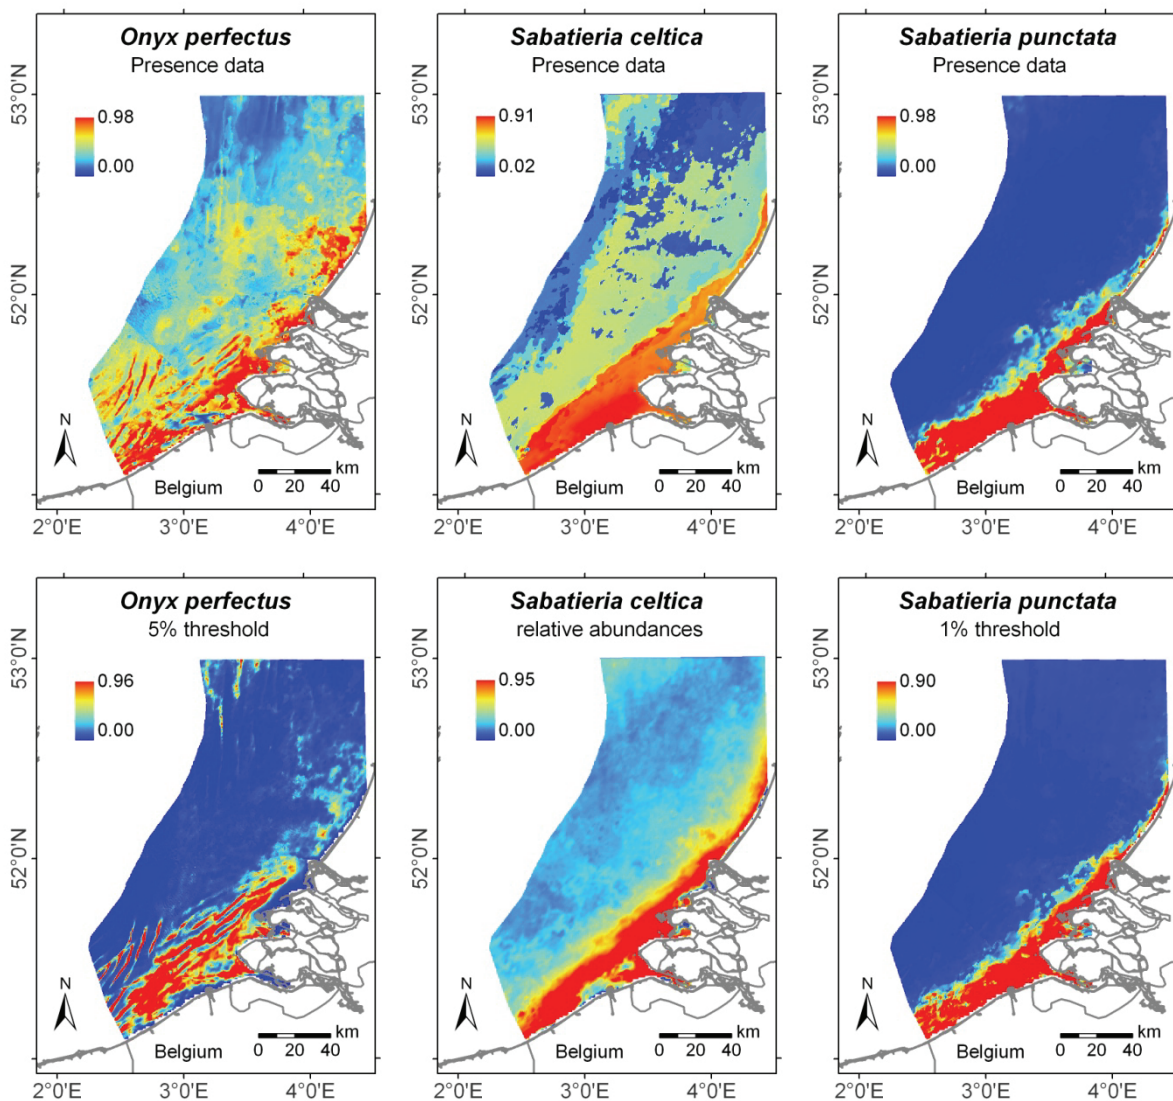 Onyx perfectus
Presence data
0.98
0.00
53°0'N
52°0'N
N
km
Belgium
0 20 40
2°0'E 3°0'E 4°0'E
Sabatieria celtica
Presence data
0.91
0.02
53°0'N
52°0'N
N
km
Belgium
0 20 40
2°0'E 3°0'E 4°0'E
Sabatieria punctata
Presence data
0.98
0.00
53°0'N
52°0'N
N
km
Belgium
0 20 40
2°0'E 3°0'E 4°0'E
Onyx perfectus
5% threshold
0.96
0.00
53°0'N
52°0'N
N
km
Belgium
0 20 40
2°0'E 3°0'E 4°0'E
Sabatieria celtica
relative abundances
0.95
0.00
53°0'N
52°0'N
N
km
Belgium
0 20 40
2°0'E 3°0'E 4°0'E
Sabatieria punctata
1% threshold
0.90
0.00
53°0'N
52°0'N
N
km
Belgium
0 20 40
2°0'E 3°0'E 4°0'E